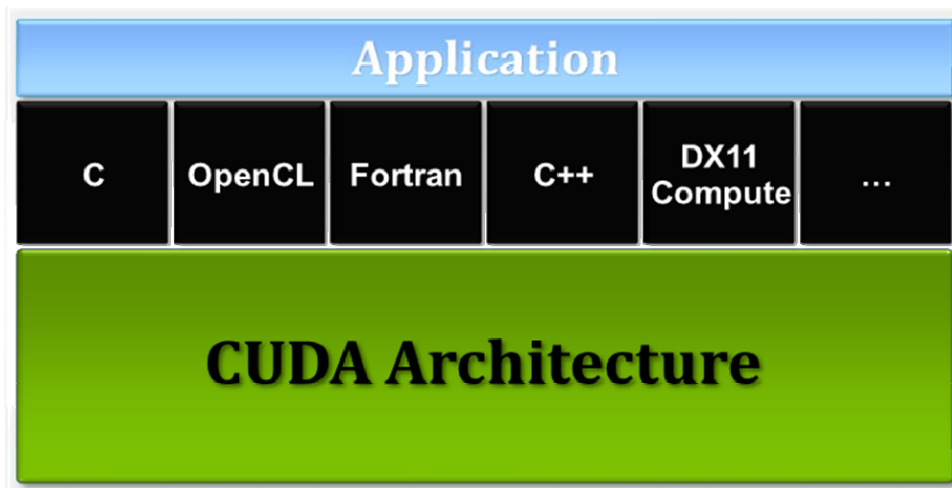 Application
C
OpenCL
Fortran
C++
DX11
Compute
...
CUDA Architecture